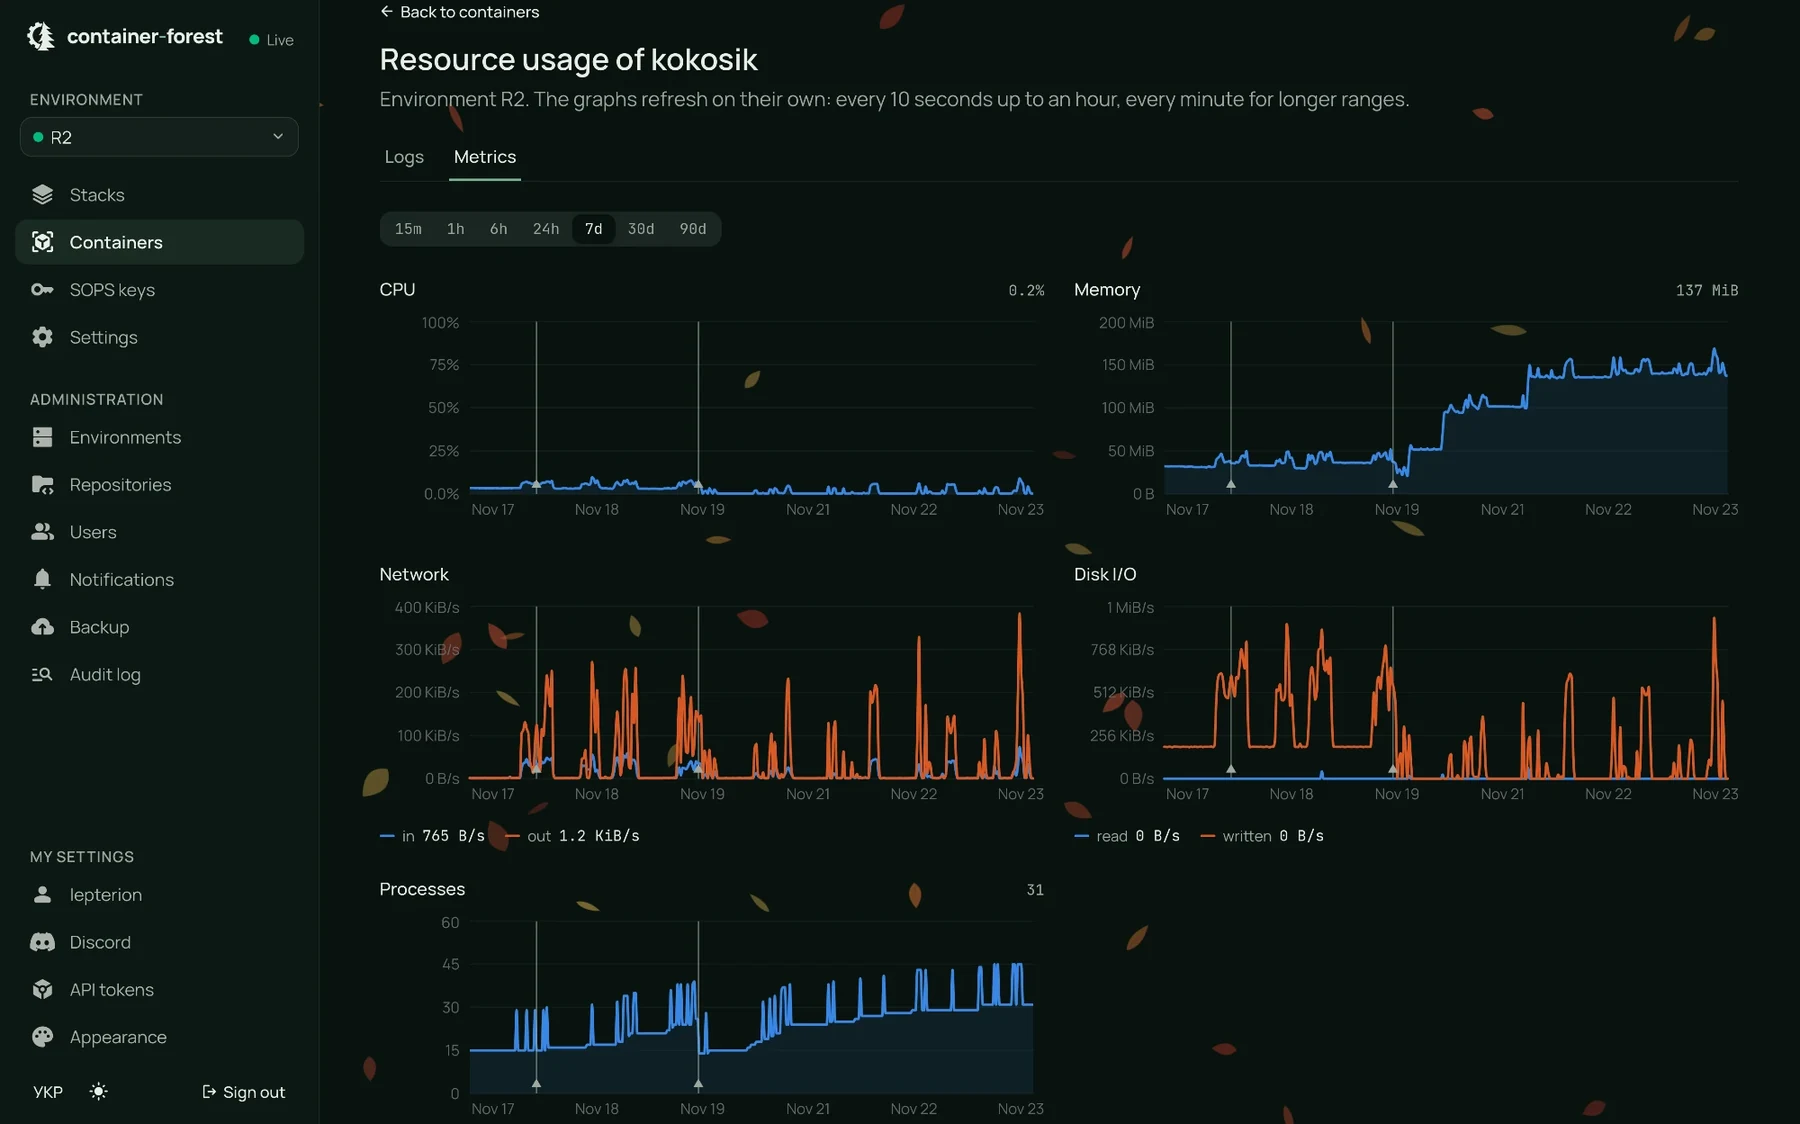 container-forest
Live
ENVIRONMENT
R2
Stacks
Containers
SOPS keys
Settings
ADMINISTRATION
Environments
Repositories
Users
Notifications
Backup
Audit log
MY SETTINGS
lepterion
Discord
API tokens
Appearance
УКР
Sign out
Back to containers
Resource usage of kokosik
Environment R2. The graphs refresh on their own: every 10 seconds up to an hour, every minute for longer ranges.
Logs Metrics
15m 1h 6h 24h 7d 30d 90d
CPU 0.2%
100%
75%
50%
25%
0.0%
Nov 17 Nov 18 Nov 19 Nov 21 Nov 22 Nov 23
Memory 137 MiB
200 MiB
150 MiB
100 MiB
50 MiB
0 B
Nov 17 Nov 18 Nov 19 Nov 21 Nov 22 Nov 23
Network
400 KiB/s
300 KiB/s
200 KiB/s
100 KiB/s
0 B/s
Nov 17 Nov 18 Nov 19 Nov 21 Nov 22 Nov 23
in 765 B/s out 1.2 KiB/s
Disk I/O
1 MiB/s
768 KiB/s
512 KiB/s
256 KiB/s
0 B/s
Nov 17 Nov 18 Nov 19 Nov 21 Nov 22 Nov 23
read 0 B/s written 0 B/s
Processes 31
60
45
30
15
0
Nov 17 Nov 18 Nov 19 Nov 21 Nov 22 Nov 23